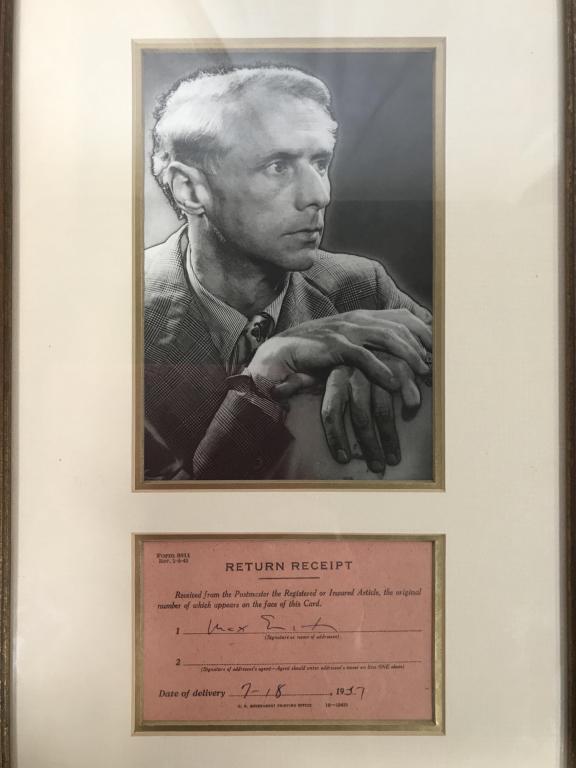 Form 3811
RETURN RECEIPT
Received from the Postmaster the Registered or Insured Article, the original
number of which appears on the face of this Card.
1 Max Ernst
(Signature or name of addressee)
2
(Signature of addressee's agent—Agent should enter addressee's name on line ONE above)
Date of delivery 7-18, 1957
U. S. GOVERNMENT PRINTING OFFICE